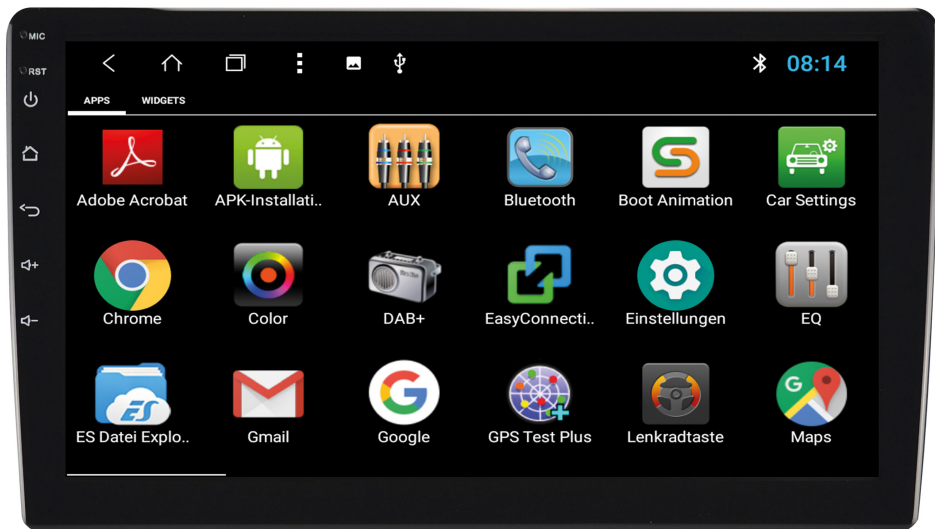 MIC
RST
08:14
APPS WIDGETS
Adobe Acrobat APK-Installati.. AUX Bluetooth Boot Animation Car Settings
Chrome Color DAB+ EasyConnecti.. Einstellungen EQ
G
ES
ES Datei Explo.. Gmail Google GPS Test Plus Lenkradtaste Maps